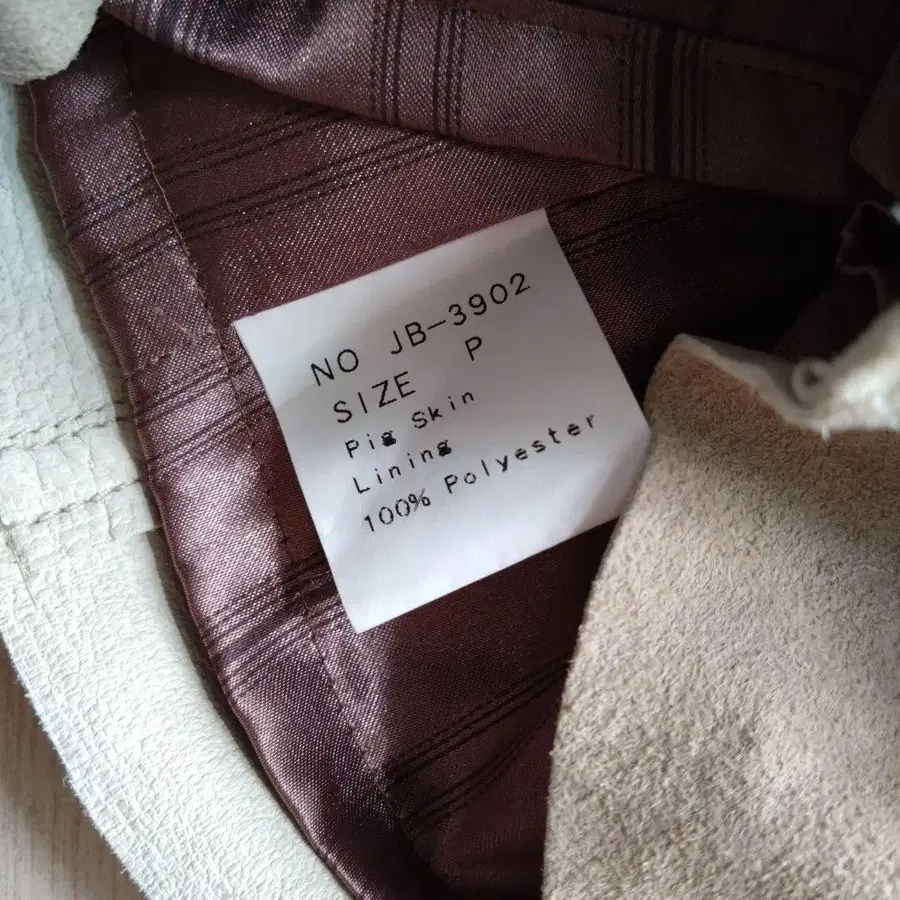 NO JB-3902
SIZE P
Pig Skin
Lining
100% Polyester